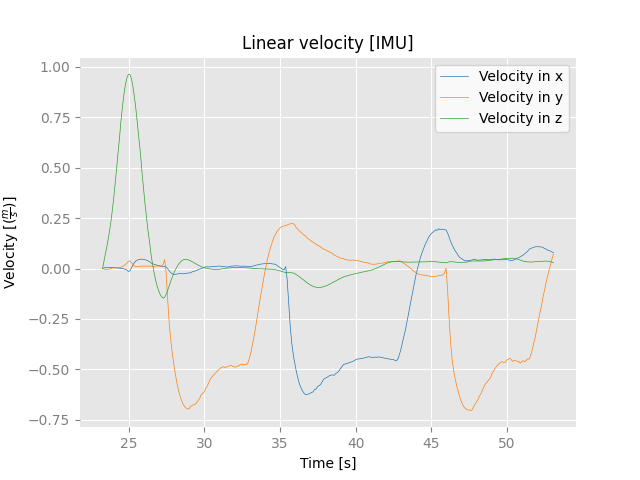 Linear velocity [IMU]
Velocity [(m/s)]
1.00
0.75
0.50
0.25
0.00
−0.25
−0.50
−0.75
Velocity in x
Velocity in y
Velocity in z
25 30 35 40 45 50
Time [s]